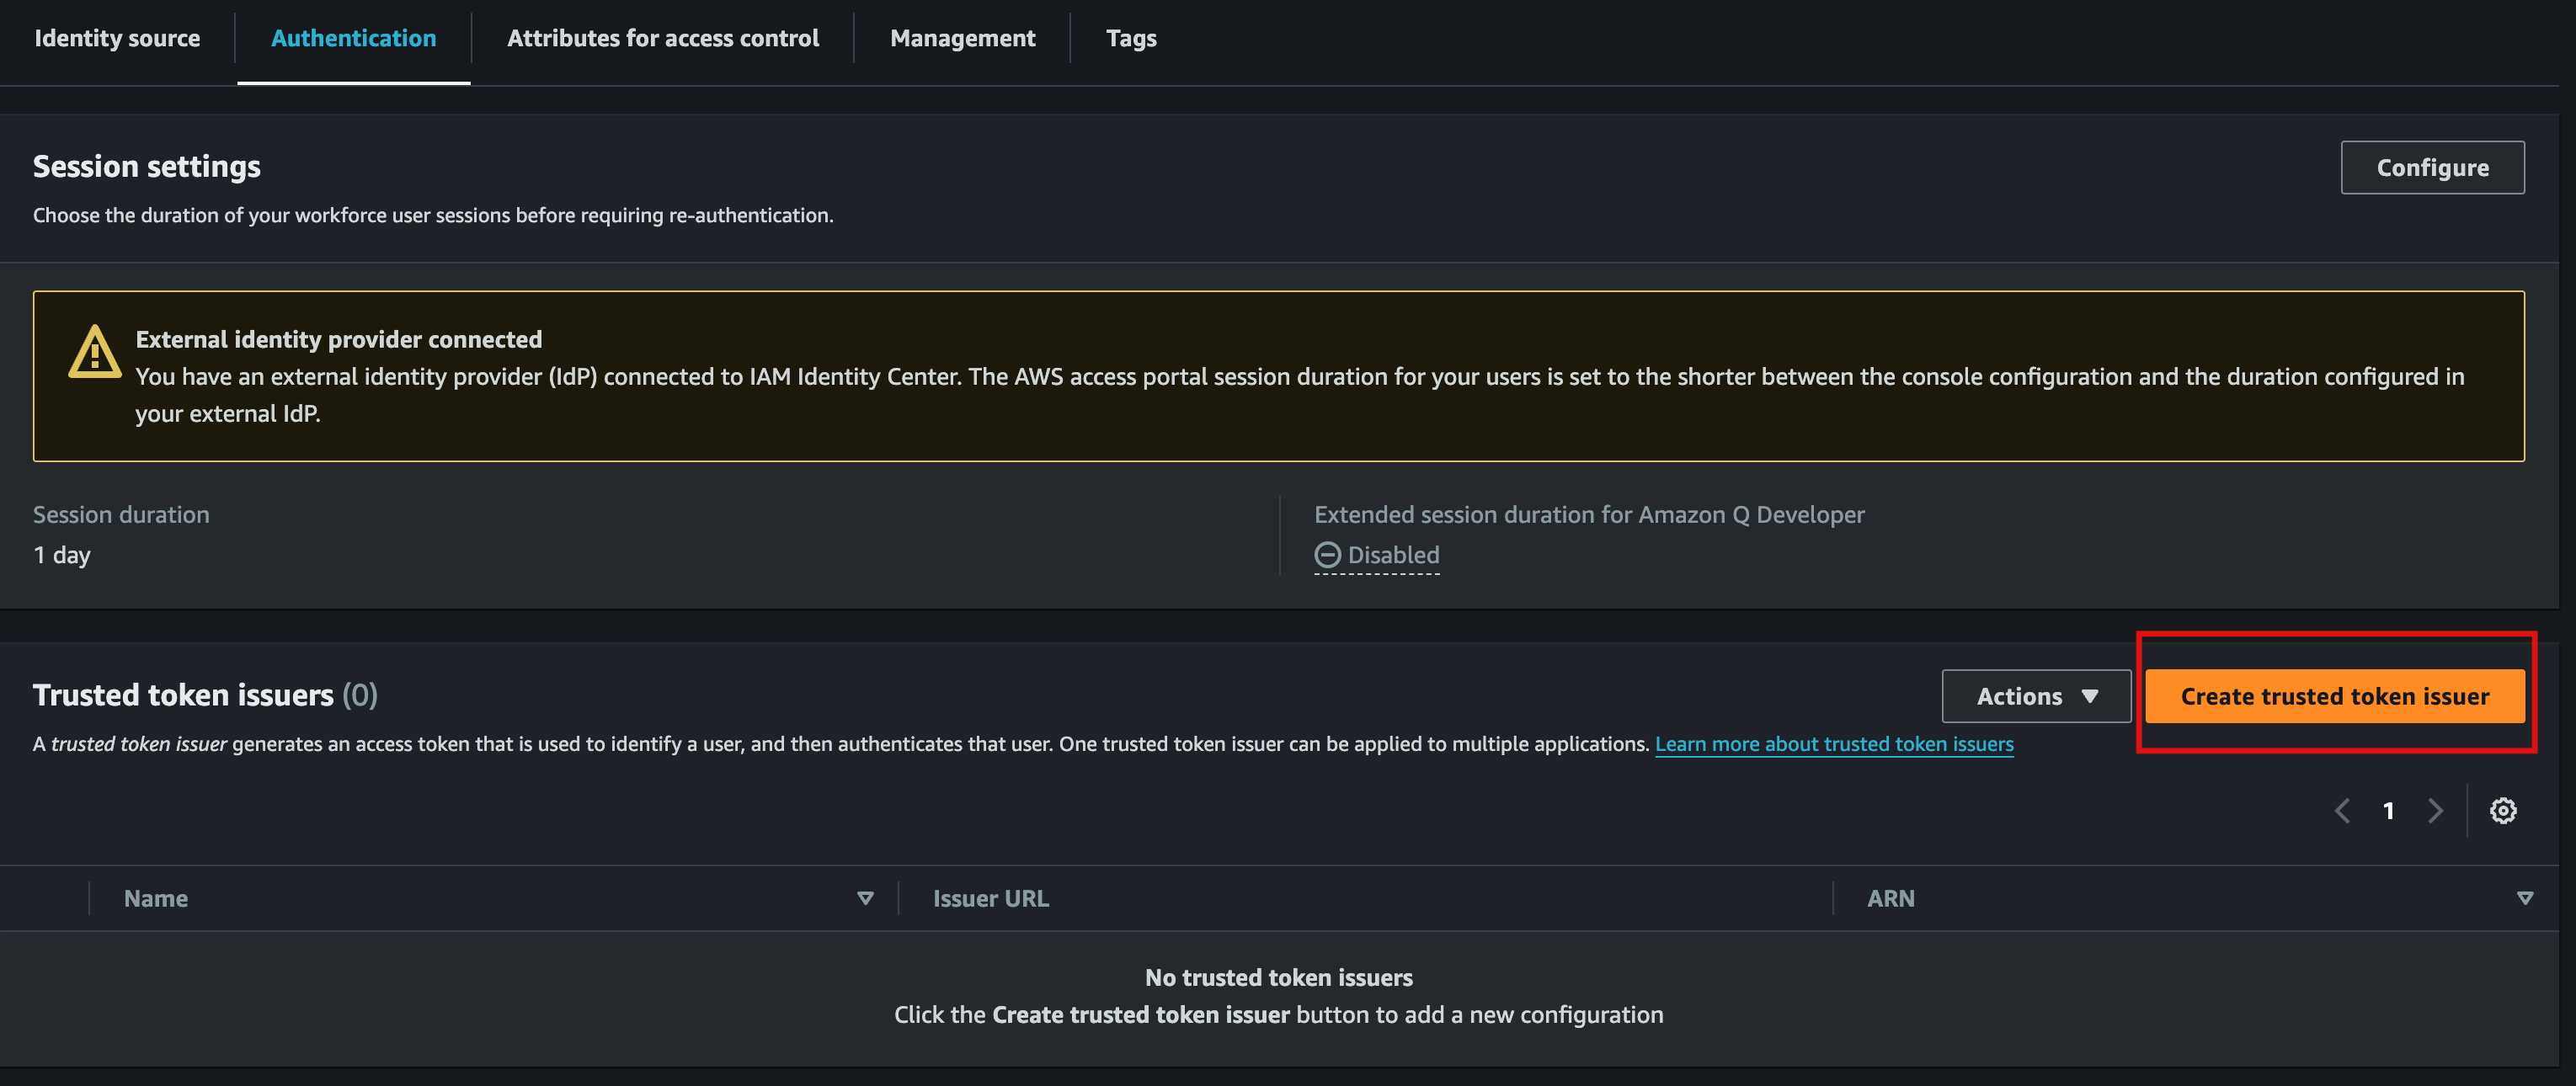 Identity source
Authentication
Attributes for access control
Management
Tags
Session settings
Configure
Choose the duration of your workforce user sessions before requiring re-authentication.
External identity provider connected
You have an external identity provider (IdP) connected to IAM Identity Center. The AWS access portal session duration for your users is set to the shorter between the console configuration and the duration configured in
your external IdP.
Session duration
1 day
Extended session duration for Amazon Q Developer
Disabled
Trusted token issuers (0)
Actions
Create trusted token issuer
A trusted token issuer generates an access token that is used to identify a user, and then authenticates that user. One trusted token issuer can be applied to multiple applications. Learn more about trusted token issuers
1
Name
Issuer URL
ARN
No trusted token issuers
Click the Create trusted token issuer button to add a new configuration